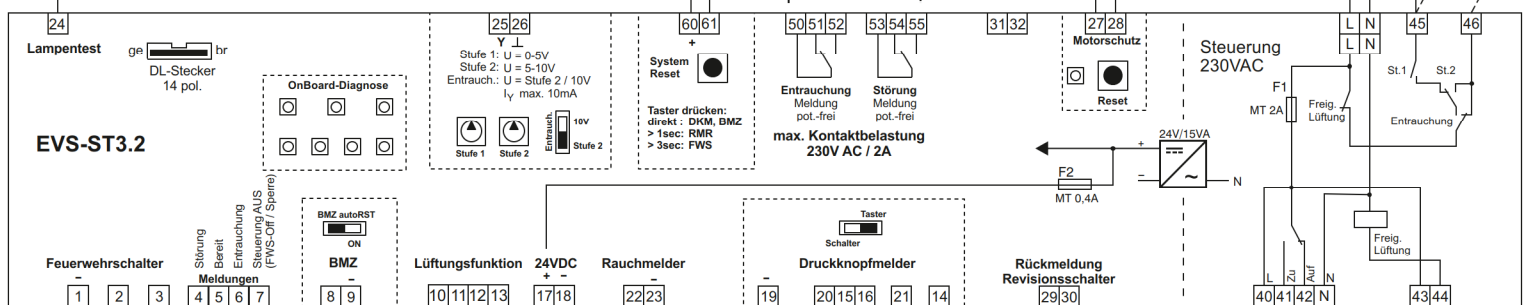 24
25 26
60 61
50 51 52
53 54 55
31 32
27 28
L N
45
46
L N
Lampentest
ge
br
DL-Stecker
14 pol.
Y
Stufe 1: U = 0-5V
Stufe 2: U = 5-10V
Entrauch.: U = Stufe 2 / 10V
IY max. 10mA
+
System
Reset
Taster drücken:
direkt : DKM, BMZ
> 1sec: RMR
> 3sec: FWS
Entrauchung
Meldung
pot.-frei
Störung
Meldung
pot.-frei
max. Kontaktbelastung
230V AC / 2A
Motorschutz
Reset
Steuerung
230VAC
F1
MT 2A
Freig.
Lüftung
St.1
St.2
Entrauchung
OnBoard-Diagnose
EVS-ST3.2
Stufe 1
Stufe 2
Entrauch.
10V
Stufe 2
24V/15VA
+
–
~
N
F2
MT 0,4A
Störung
Bereit
Entrauchung
Steuerung AUS
(FWS-Off / Sperre)
BMZ autoRST
ON
Taster
Schalter
Freig.
Lüftung
Feuerwehrschalter
Meldungen
BMZ
Lüftungsfunktion
24VDC
+ –
Rauchmelder
Druckknopfmelder
Rückmeldung
Revisionsschalter
L
Zu
Auf
N
–
–
–
–
1
2
3
4 5 6 7
8 9
10 11 12 13
17 18
22 23
19
20 15 16
21
14
29 30
40 41 42 N
43 44